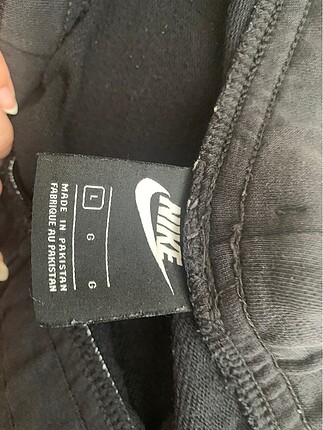 NIKE
L G G
MADE IN PAKISTAN
FABRIQUE AU PAKISTAN